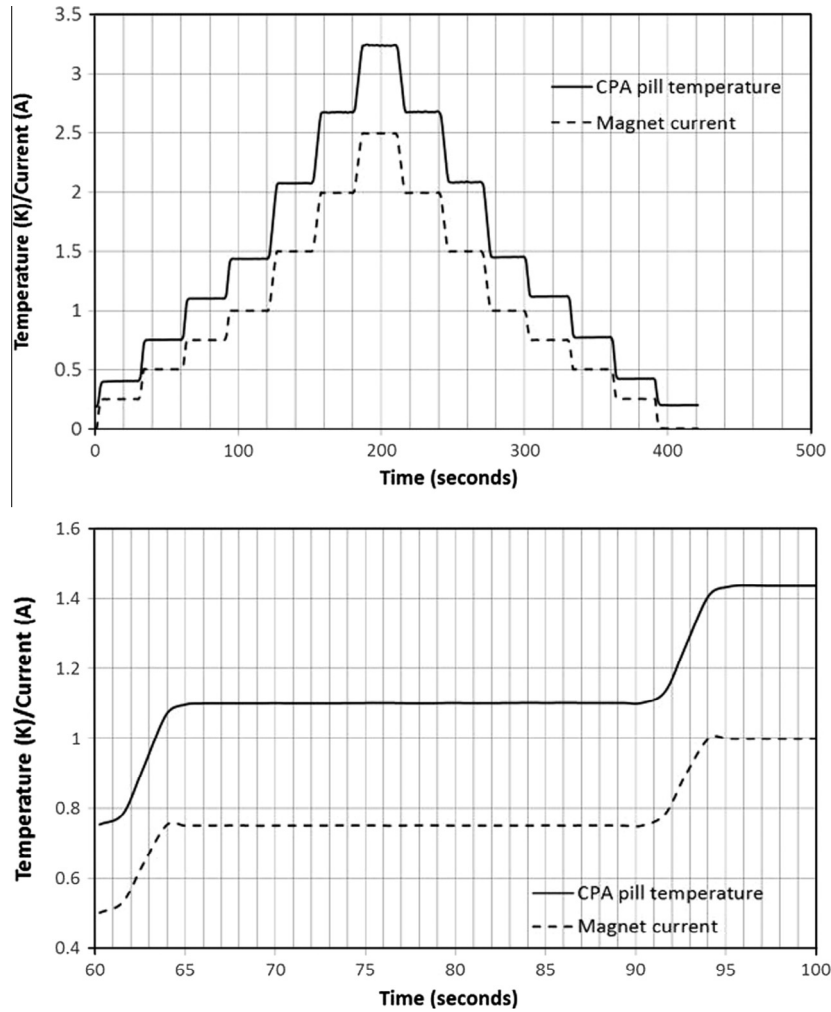 3.5
3
2.5
2
1.5
1
0.5
0
Temperature (K)/Current (A)
CPA pill temperature
Magnet current
0 100 200 300 400 500
Time (seconds)
1.6
1.4
1.2
1
0.8
0.6
0.4
Temperature (K)/Current (A)
CPA pill temperature
Magnet current
60 65 70 75 80 85 90 95 100
Time (seconds)